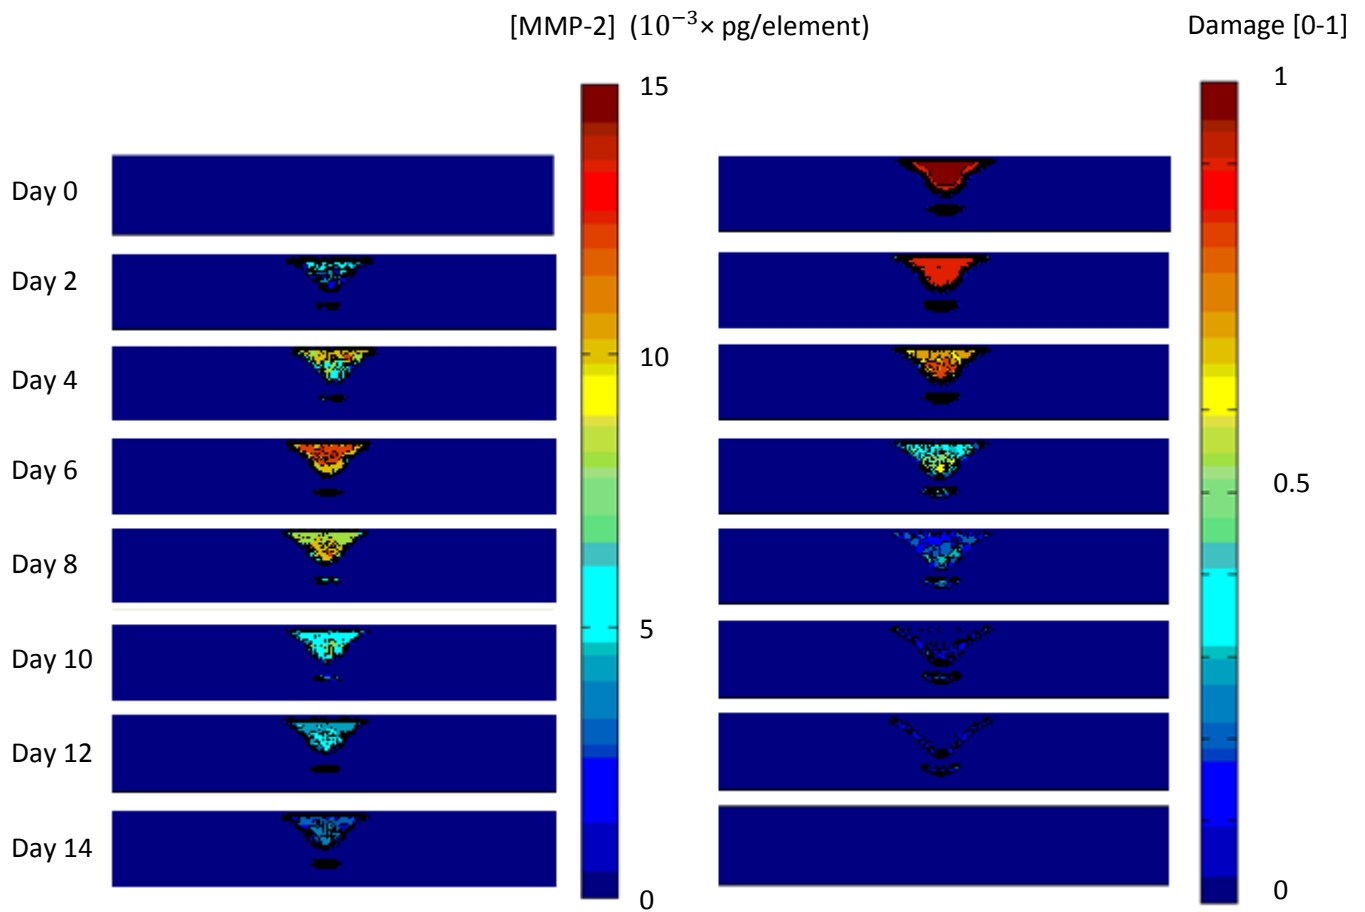 [MMP-2] (10⁻³× pg/element)
Damage [0-1]
15
1
Day 0
Day 2
10
Day 4
Day 6
0.5
Day 8
5
Day 10
Day 12
Day 14
0
0